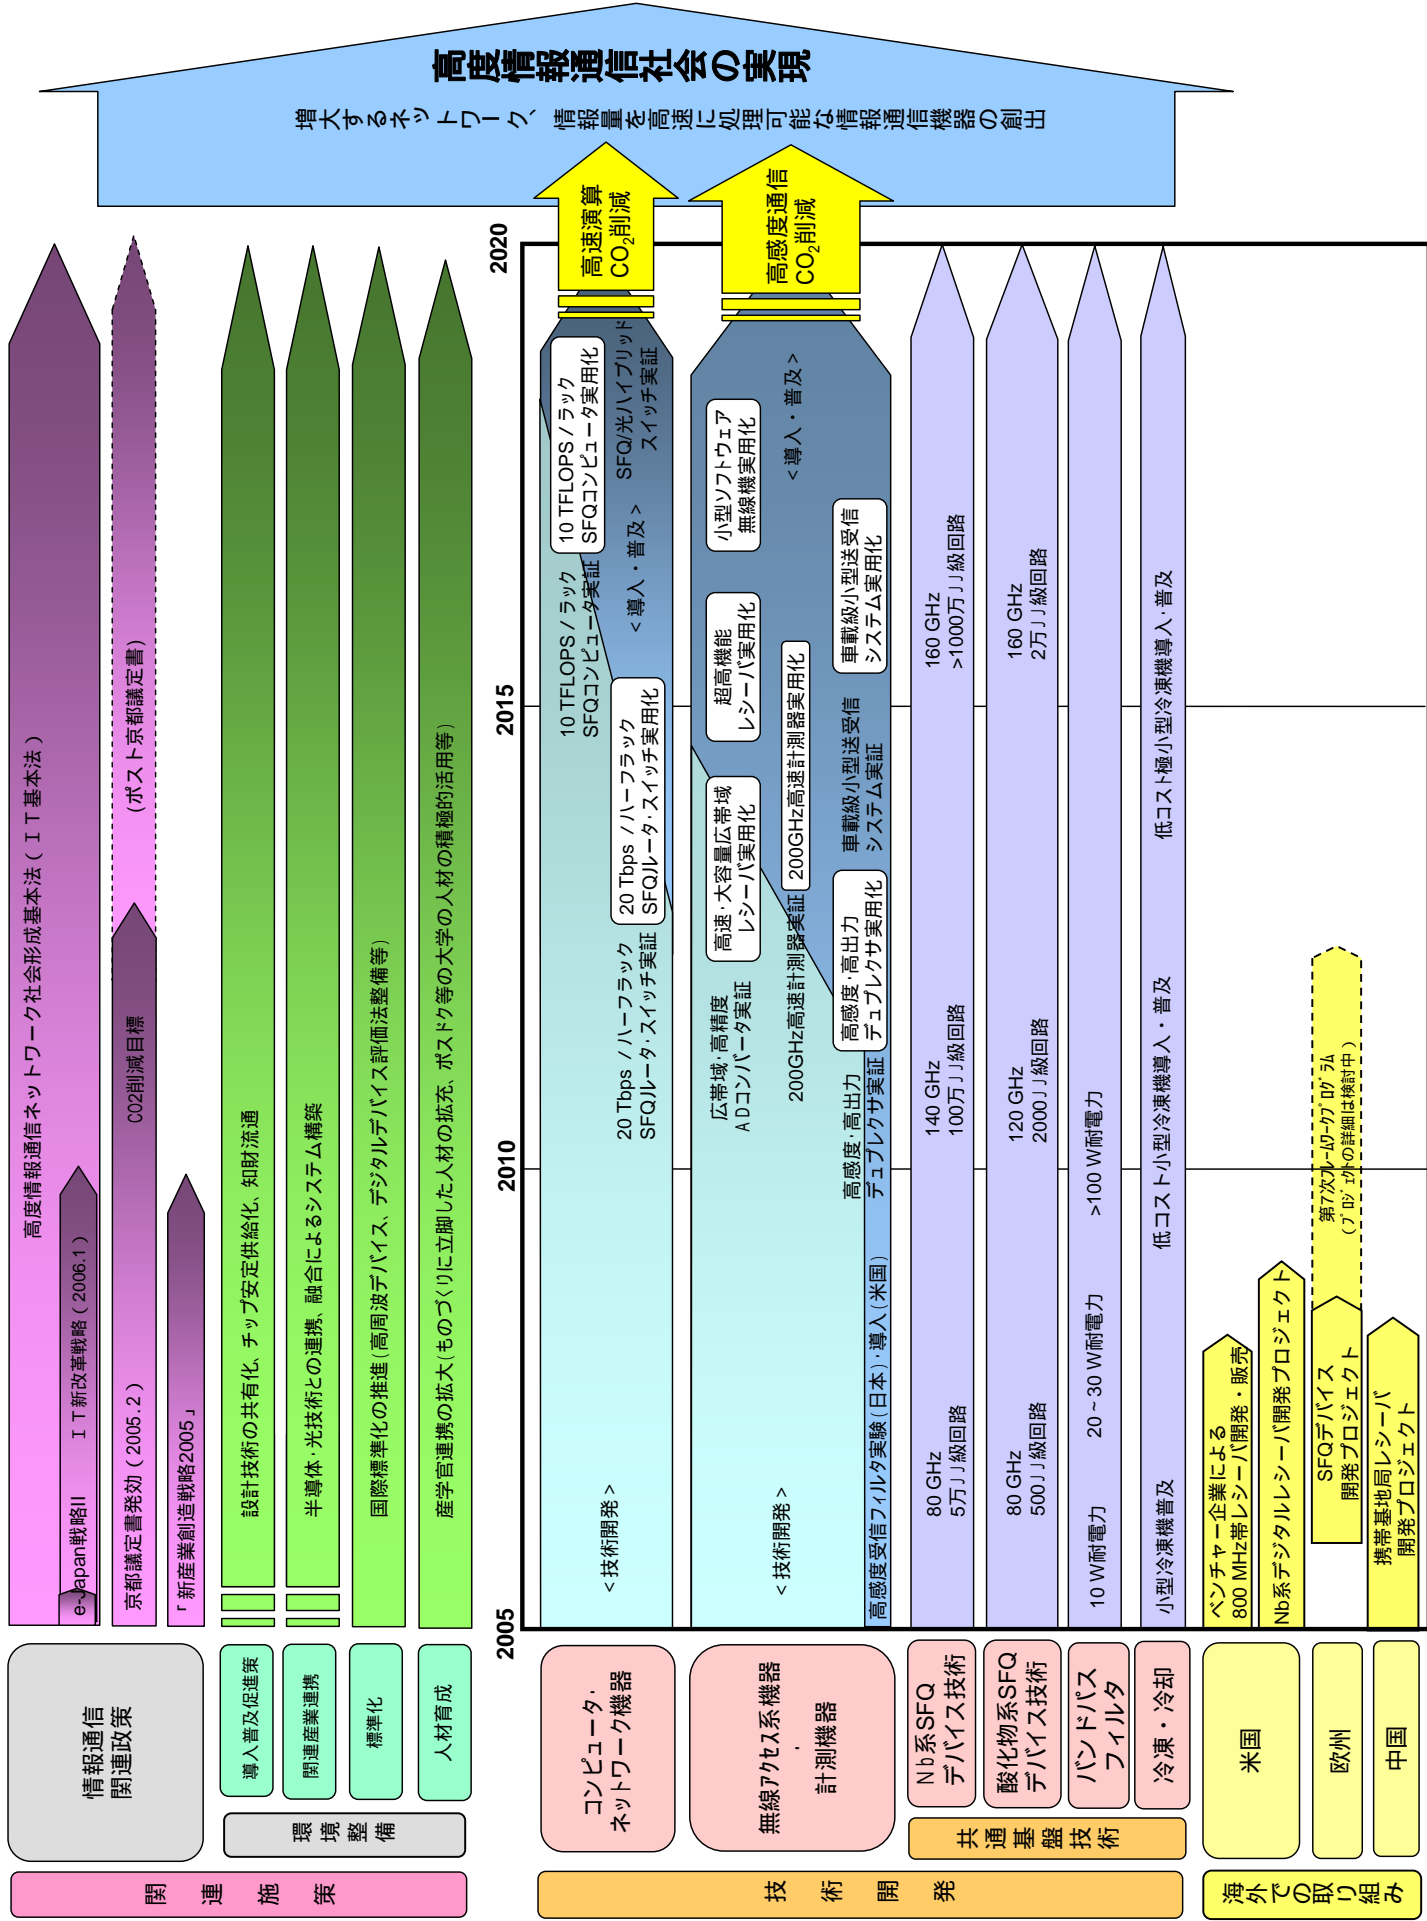 高度情報通信社会の実現
増大するネットワーク、情報量を高速に処理可能な情報通信機器の創出
関連施策
情報通信
関連政策
高度情報通信ネットワーク社会形成基本法(IT基本法)
e-Japan戦略II
IT新改革戦略(2006.1)
京都議定書発効(2005.2)
CO2削減目標
(ポスト京都議定書)
「新産業創造戦略2005」
環境整備
導入普及促進策
設計技術の共有化、チップ安定供給化、知財流通
関連産業連携
半導体・光技術との連携、融合によるシステム構築
標準化
国際標準化の推進(高周波デバイス、デジタルデバイス評価法整備等)
人材育成
産学官連携の拡大(ものづくりに立脚した人材の拡充、ポスドク等の大学の人材の積極的活用等)
2005
2010
2015
2020
技術開発
コンピュータ・
ネットワーク機器
<技術開発>
10 TFLOPS/ラック
SFQコンピュータ実証
10 TFLOPS/ラック
SFQコンピュータ実用化
20 Tbps/ハーフラック
SFQルータ・スイッチ実証
20 Tbps/ハーフラック
SFQルータ・スイッチ実用化
<導入・普及>
SFQ/光ハイブリッド
スイッチ実証
高速演算
CO₂削減
無線アクセス系機器
・
計測機器
<技術開発>
広帯域・高精度
ADコンバータ実証
高速・大容量広帯域
レシーバ実用化
超高機能
レシーバ実用化
小型ソフトウェア
無線機実用化
200GHz高速計測器実証
200GHz高速計測器実用化
<導入・普及>
高感度・高出力
デュプレクサ実証
高感度・高出力
デュプレクサ実用化
車載級小型送受信
システム実証
車載級小型送受信
システム実用化
高感度受信フィルタ実験(日本)・導入(米国)
高感度通信
CO₂削減
共通基盤技術
Nb系SFQ
デバイス技術
80 GHz
5万JJ級回路
140 GHz
100万JJ級回路
160 GHz
>1000万JJ級回路
酸化物系SFQ
デバイス技術
80 GHz
500JJ級回路
120 GHz
2000JJ級回路
160 GHz
2万JJ級回路
バンドパス
フィルタ
10 W耐電力
20~30 W耐電力
>100 W耐電力
冷凍・冷却
小型冷凍機普及
低コスト小型冷凍機導入・普及
低コスト極小型冷凍機導入・普及
海外での取り組み
米国
ベンチャー企業による
800 MHz帯レシーバ開発・販売
Nb系デジタルレシーバ開発プロジェクト
欧州
SFQデバイス
開発プロジェクト
第7次フレームワークプログラム
(プロジェクトの詳細は検討中)
中国
携帯基地局レシーバ
開発プロジェクト